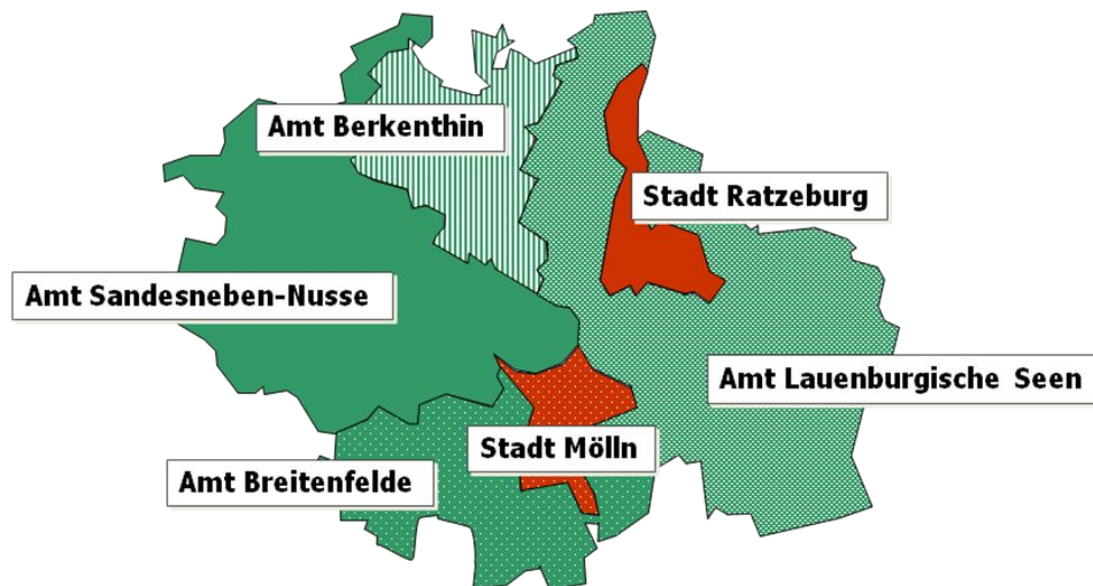 Amt Berkenthin
Stadt Ratzeburg
Amt Sandesneben-Nusse
Amt Lauenburgische Seen
Stadt Mölln
Amt Breitenfelde